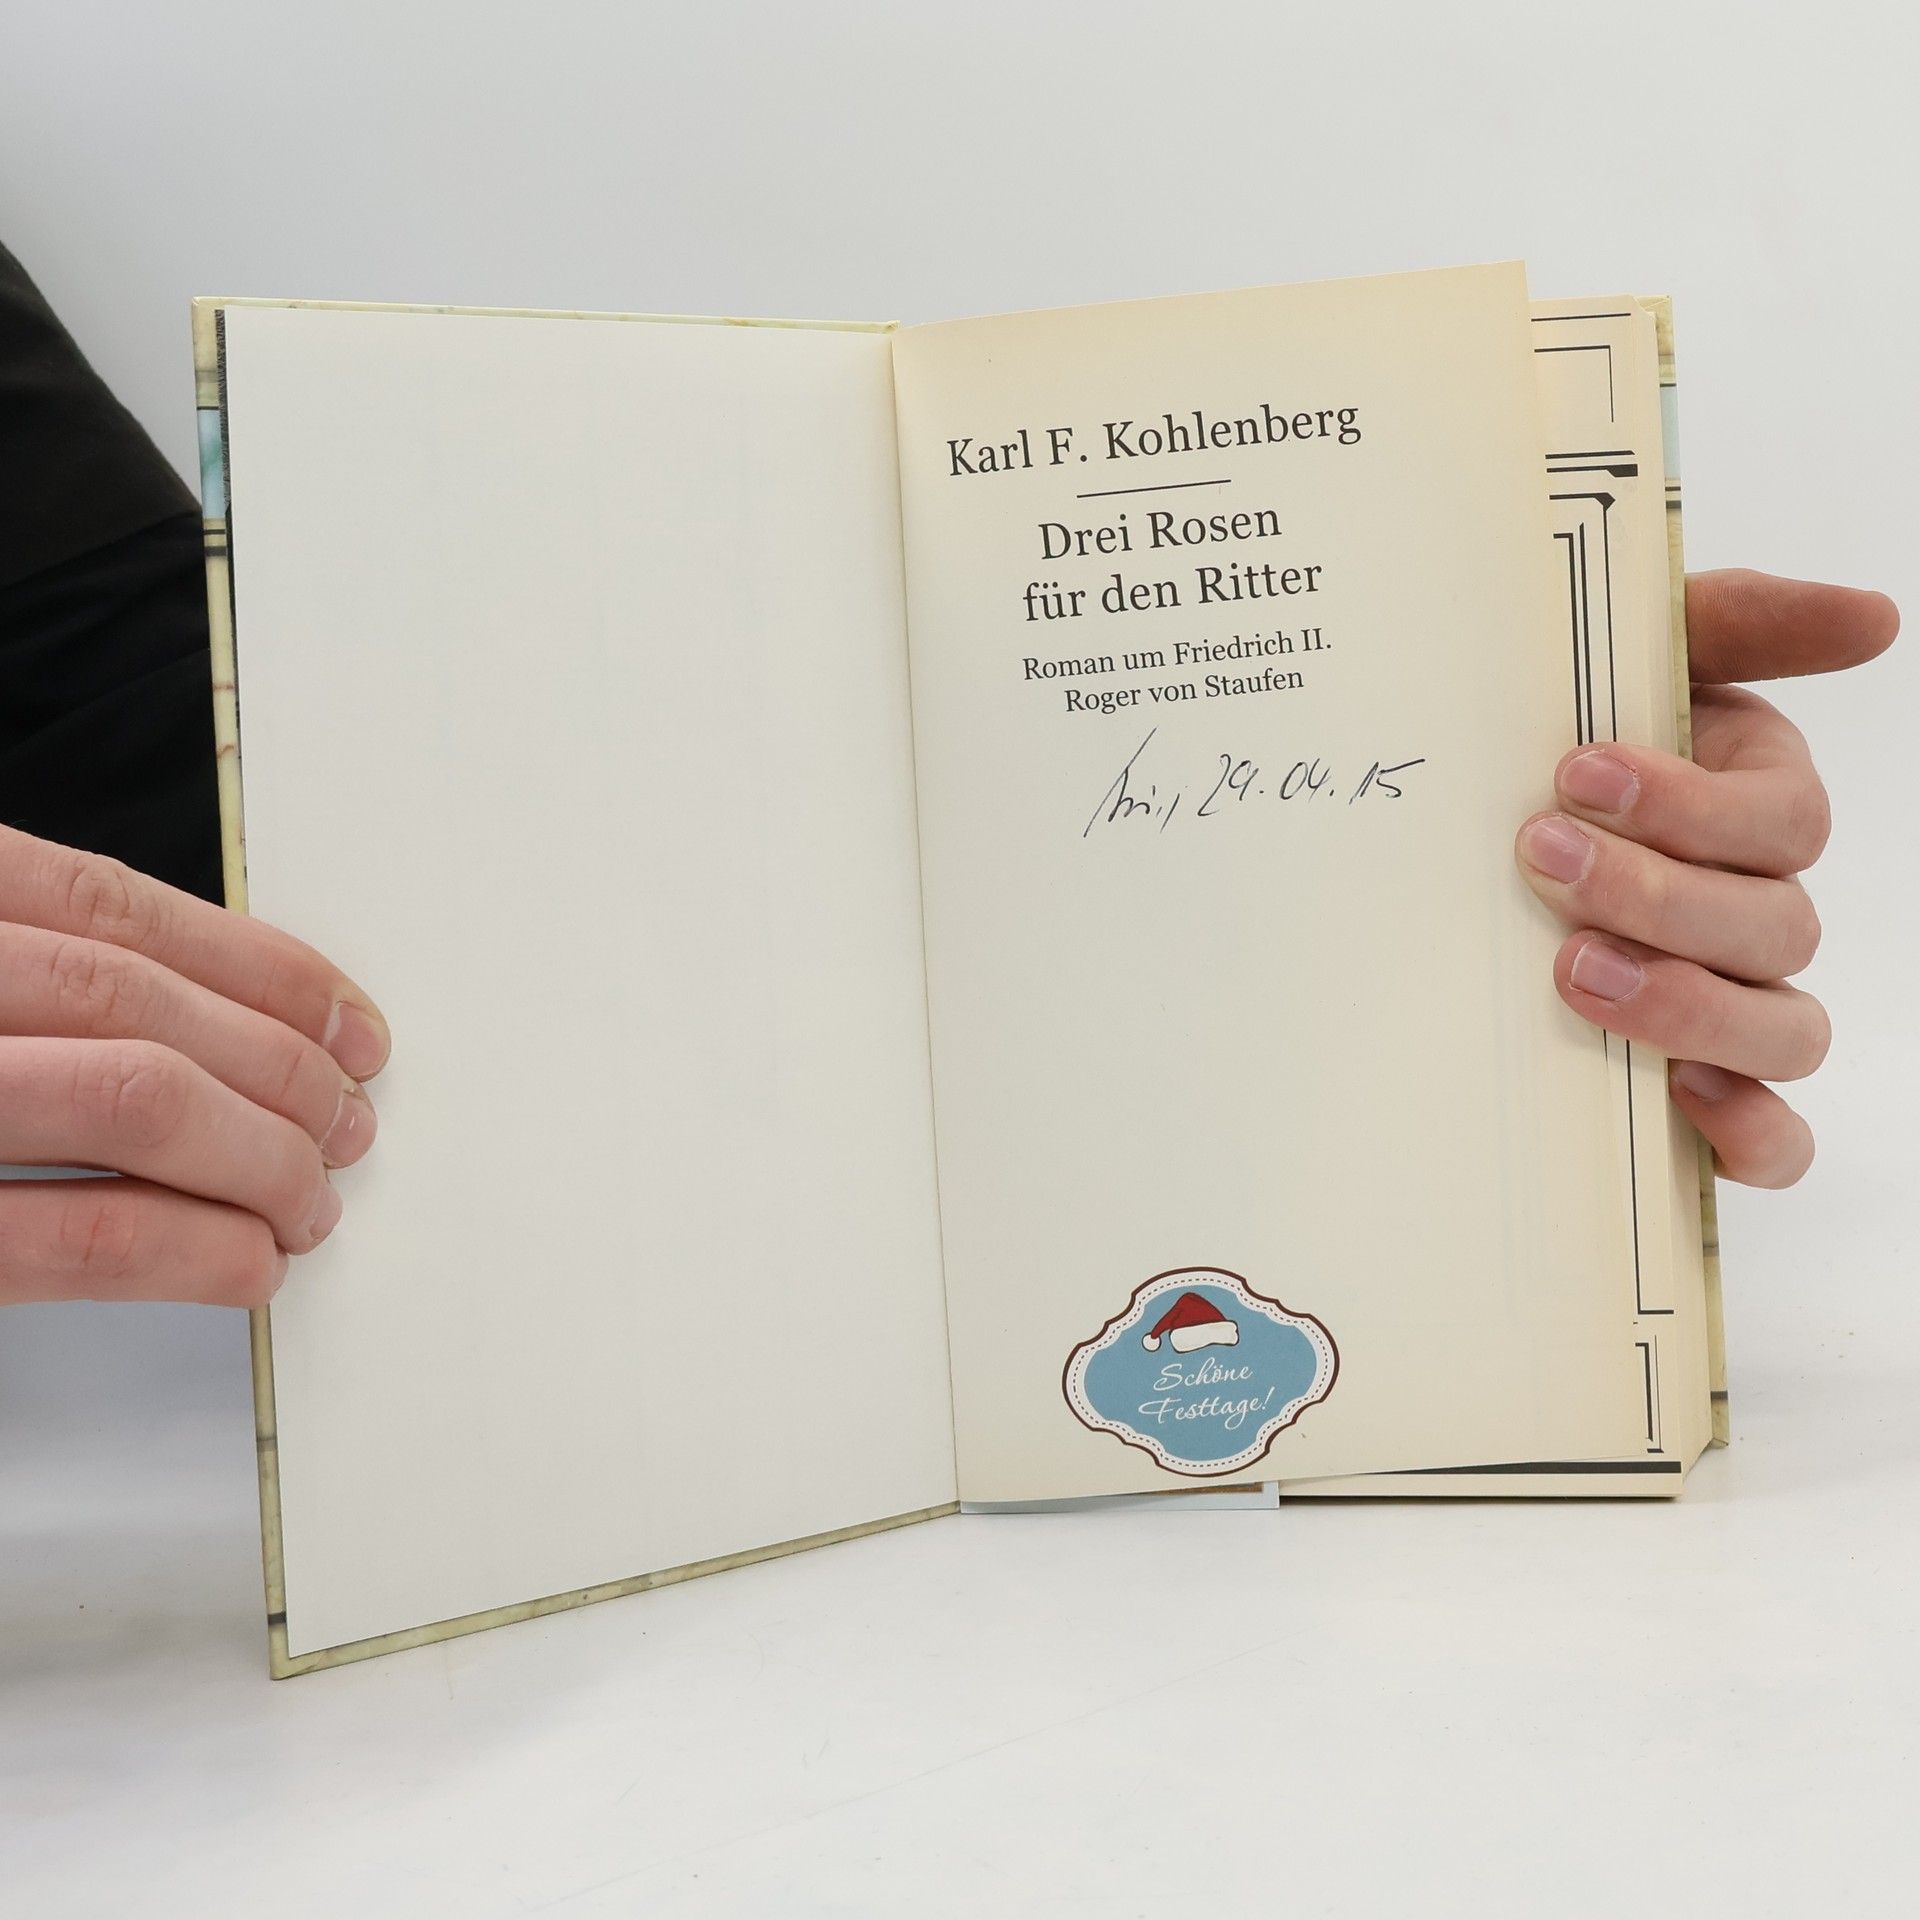 Karl F. Kohlenberg
Drei Rosen
für den Ritter
Roman um Friedrich II.
Roger von Staufen
29.04.15
Schöne
Festtage!